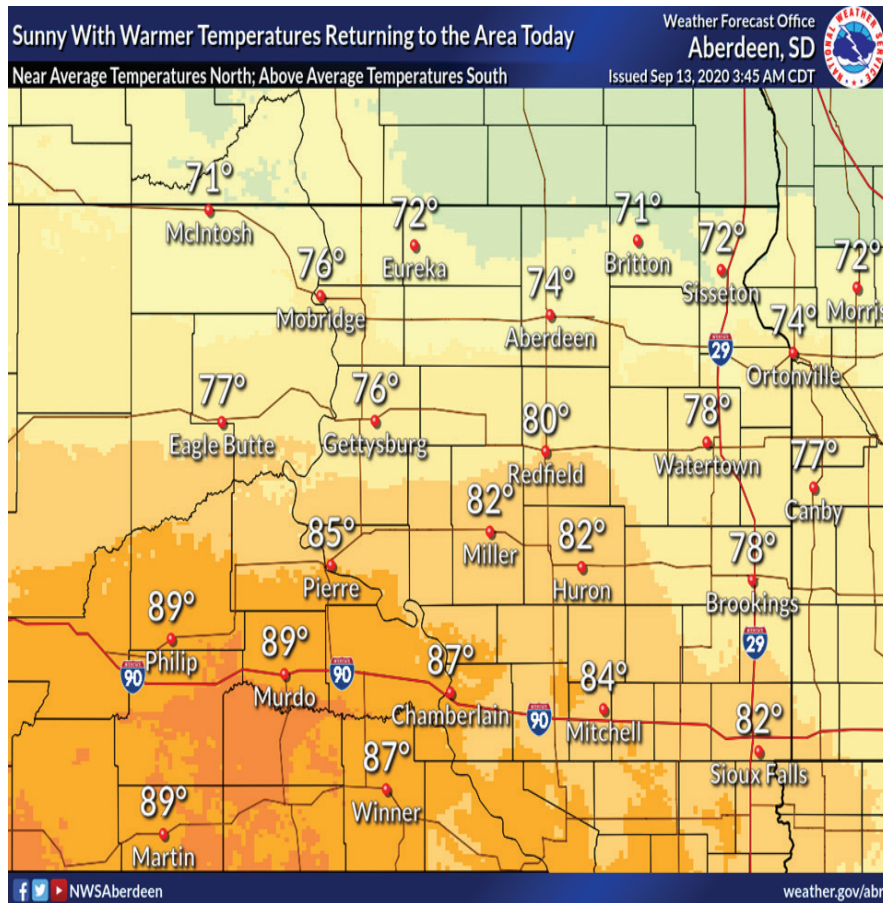 Sunny With Warmer Temperatures Returning to the Area Today
Near Average Temperatures North; Above Average Temperatures South
Weather Forecast Office
Aberdeen, SD
Issued Sep 13, 2020 3:45 AM CDT
NATIONAL WEATHER SERVICE
71°
McIntosh
72°
Eureka
71°
Britton
72°
Sisseton
72°
Morris
76°
Mobridge
74°
Aberdeen
74°
Ortonville
29
77°
Eagle Butte
76°
Gettysburg
80°
Redfield
78°
Watertown
77°
Canby
85°
Pierre
82°
Miller
82°
Huron
78°
Brookings
29
89°
Philip
90
89°
Murdo
90
87°
Chamberlain
90
84°
Mitchell
82°
Sioux Falls
89°
Martin
87°
Winner
NWSAberdeen
weather.gov/abr